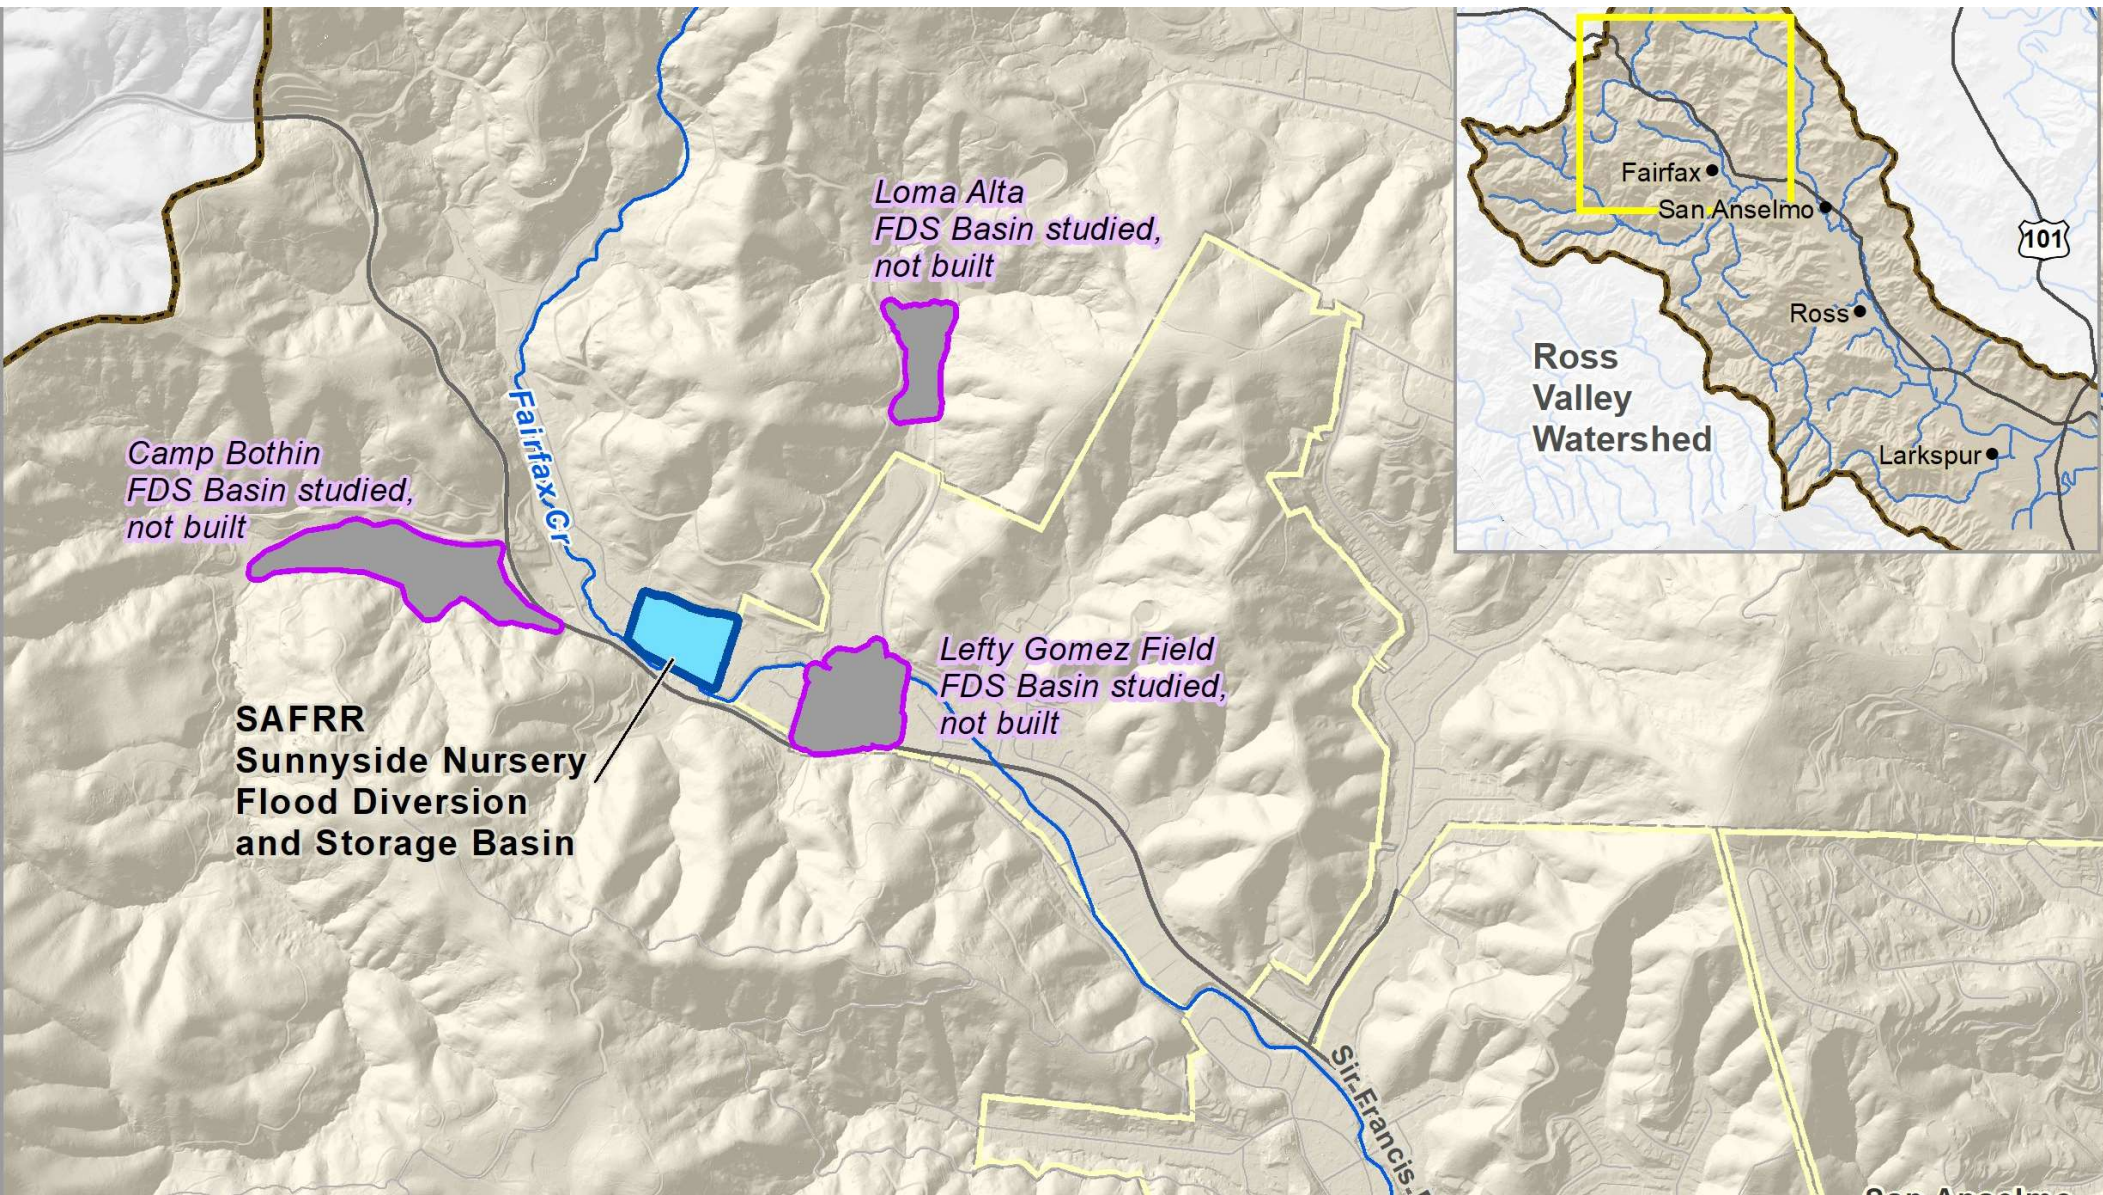 Loma Alta
FDS Basin studied,
not built
Camp Bothin
FDS Basin studied,
not built
Fairfax Cr
Lefty Gomez Field
FDS Basin studied,
not built
SAFRR
Sunnyside Nursery
Flood Diversion
and Storage Basin
Sir Francis
San Anselmo
Fairfax
San Anselmo
101
Ross
Ross
Valley
Watershed
Larkspur